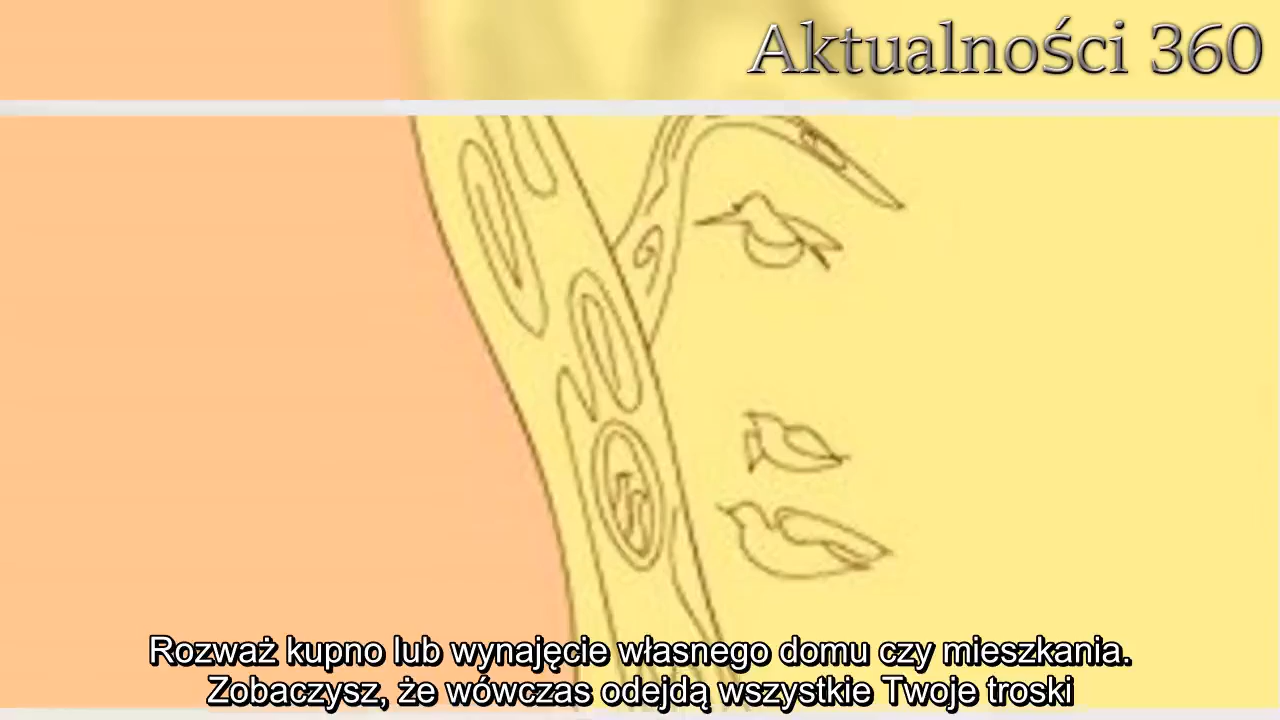 Aktualności 360
Rozważ kupno lub wynajęcie własnego domu czy mieszkania.
Zobaczysz, że wówczas odejdą wszystkie Twoje troski